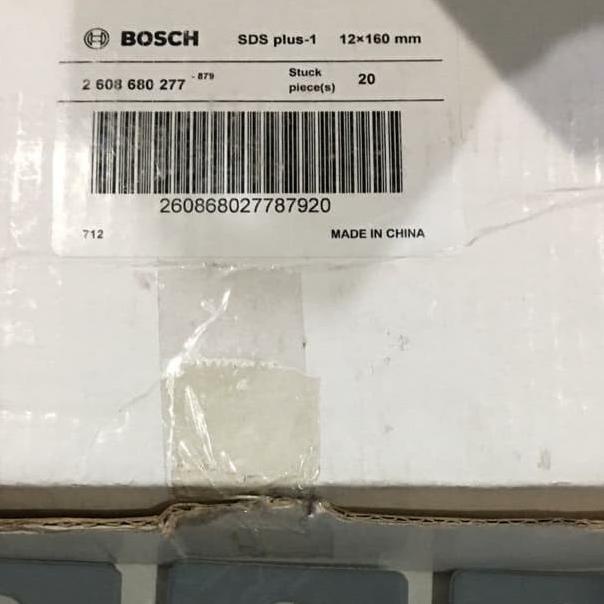 BOSCH SDS plus-1 12×160 mm
2 608 680 277 - 879 Stuck piece(s) 20
260868027787920
712 MADE IN CHINA